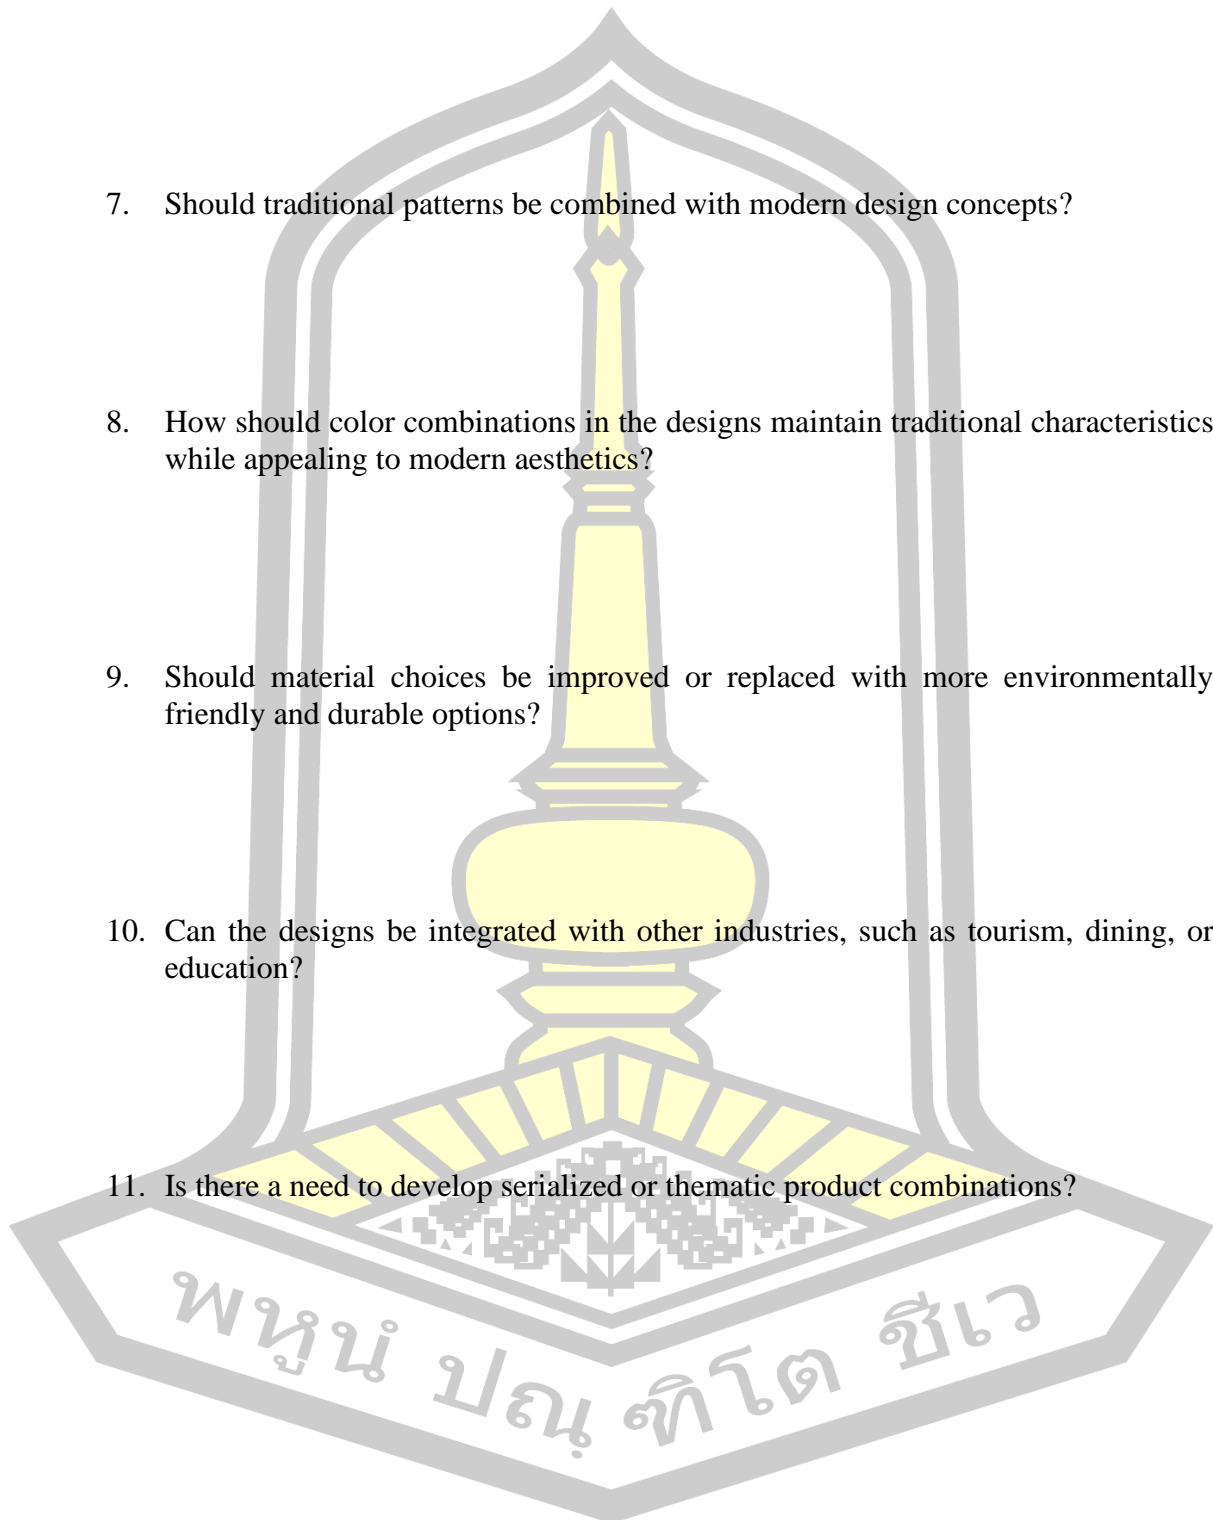 7. Should traditional patterns be combined with modern design concepts?
8. How should color combinations in the designs maintain traditional characteristics
while appealing to modern aesthetics?
9. Should material choices be improved or replaced with more environmentally
friendly and durable options?
10. Can the designs be integrated with other industries, such as tourism, dining, or
education?
11. Is there a need to develop serialized or thematic product combinations?
พหูนํ ปณฺฑิโต ชีเว